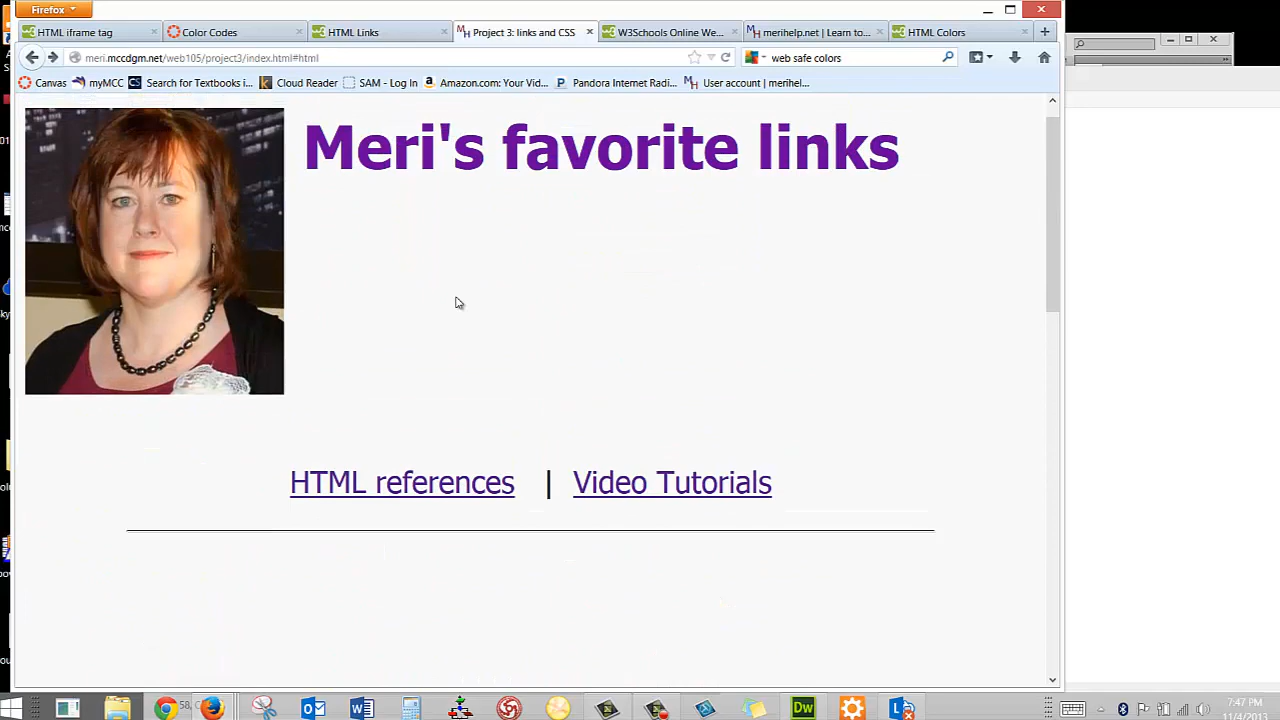 Firefox
HTML iframe tag
Color Codes
HTML Links
Project 3: links and CSS
W3Schools Online We...
merihelp.net | Learn to...
HTML Colors
meri.mccdgm.net/web105/project3/index.html#html
web safe colors
Canvas
myMCC
Search for Textbooks i...
Cloud Reader
SAM - Log In
Amazon.com: Your Vid...
Pandora Internet Radi...
User account | merihel...
Meri's favorite links
HTML references | Video Tutorials
7:47 PM
11/4/2013